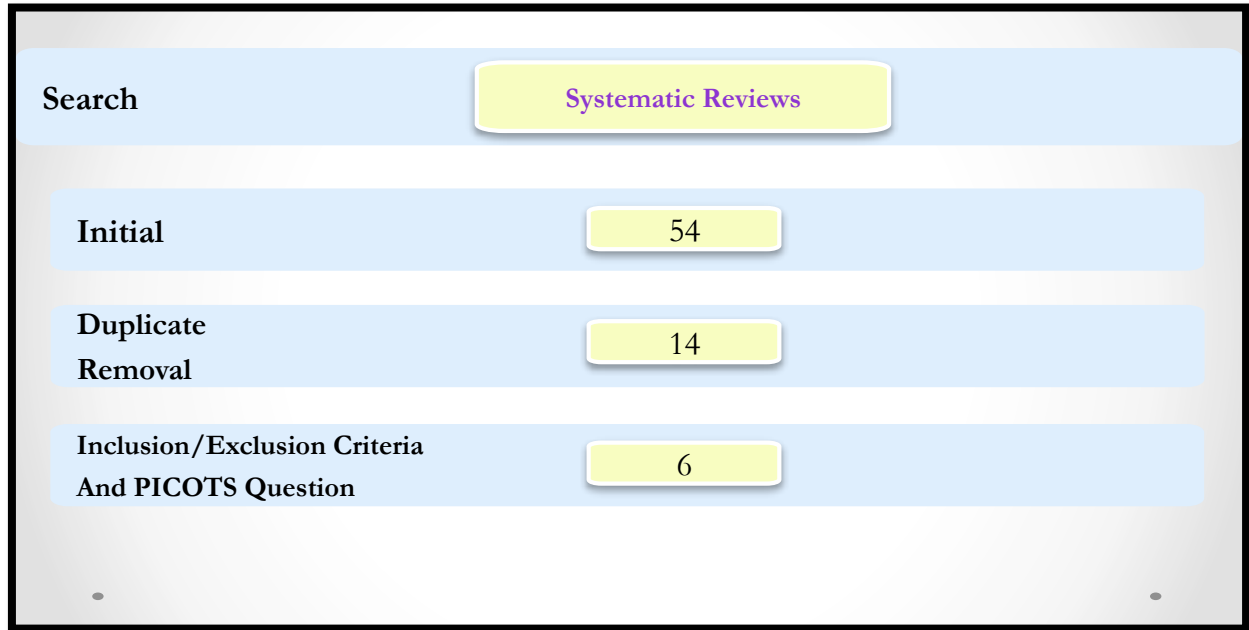 Search
Systematic Reviews
Initial
54
Duplicate
Removal
14
Inclusion/Exclusion Criteria
And PICOTS Question
6